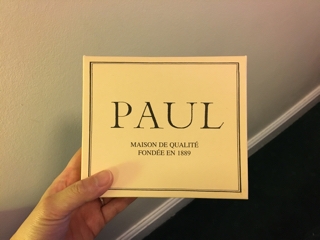 PAUL
MAISON DE QUALITÉ
FONDÉE EN 1889